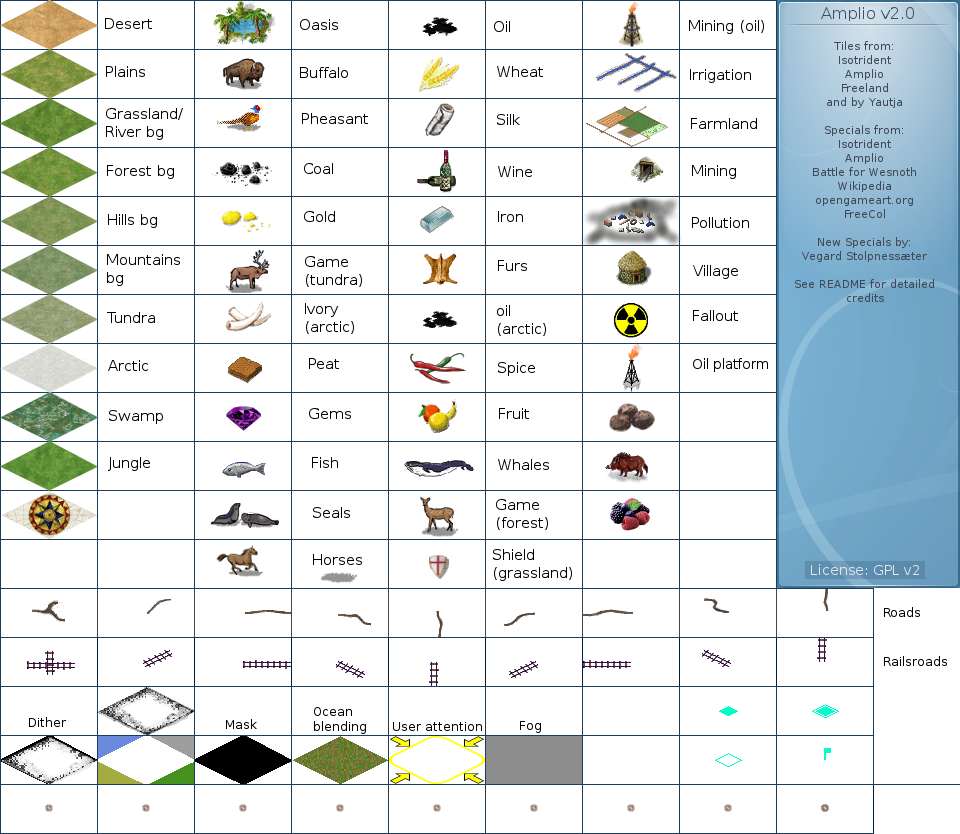 Desert
Oasis
Oil
Mining (oil)
Plains
Buffalo
Wheat
Irrigation
Grassland/
River bg
Pheasant
Silk
Farmland
Forest bg
Coal
Wine
Mining
Hills bg
Gold
Iron
Pollution
Mountains
bg
Game
(tundra)
Furs
Village
Tundra
Ivory
(arctic)
oil
(arctic)
Fallout
Arctic
Peat
Spice
Oil platform
Swamp
Gems
Fruit
Jungle
Fish
Whales
Seals
Game
(forest)
Horses
Shield
(grassland)
Amplio v2.0
Tiles from:
Isotrident
Amplio
Freeland
and by Yautja
Specials from:
Isotrident
Amplio
Battle for Wesnoth
Wikipedia
opengameart.org
FreeCol
New Specials by:
Vegard Stolpnessæter
See README for detailed
credits
License: GPL v2
Roads
Railsroads
Dither
Mask
Ocean
blending
User attention
Fog